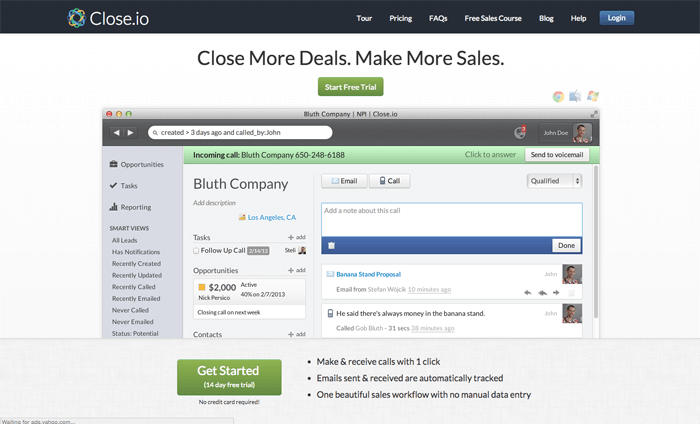 Close.io
Tour Pricing FAQs Free Sales Course Blog Help Login
Close More Deals. Make More Sales.
Start Free Trial
Bluth Company | NPI | Close.io
created > 3 days ago and called_by:John
John Doe
Incoming call: Bluth Company 650-248-6188 Click to answer Send to voicemail
Opportunities
Tasks
Reporting
SMART VIEWS
All Leads
Has Notifications
Recently Created
Recently Updated
Recently Called
Recently Emailed
Never Called
Never Emailed
Status: Potential
Bluth Company
Add description
Los Angeles, CA
Tasks + add
Follow Up Call 2/14/13 Steli
Opportunities + add
$2,000 Active
Nick Persico 40% on 2/7/2013
Closing call on next week
Contacts + add
Email Call Qualified
Add a note about this call
Done
Banana Stand Proposal John
Email from Stefan Wójcik 10 minutes ago
He said there's always money in the banana stand. John
Called Gob Bluth - 31 secs 38 minutes ago
Get Started
(14 day free trial)
No credit card required!
• Make & receive calls with 1 click
• Emails sent & received are automatically tracked
• One beautiful sales workflow with no manual data entry
Waiting for ads.yahoo.com...